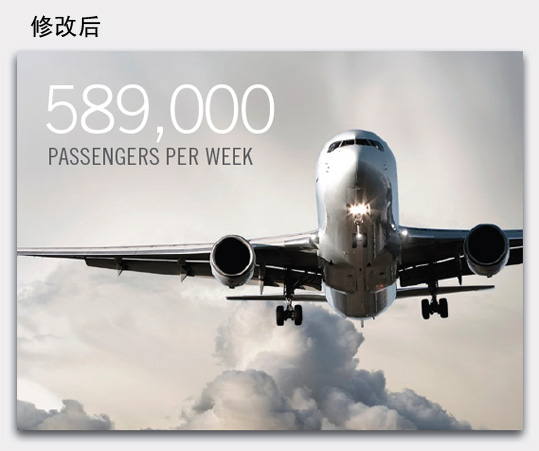 修改后
589,000
PASSENGERS PER WEEK